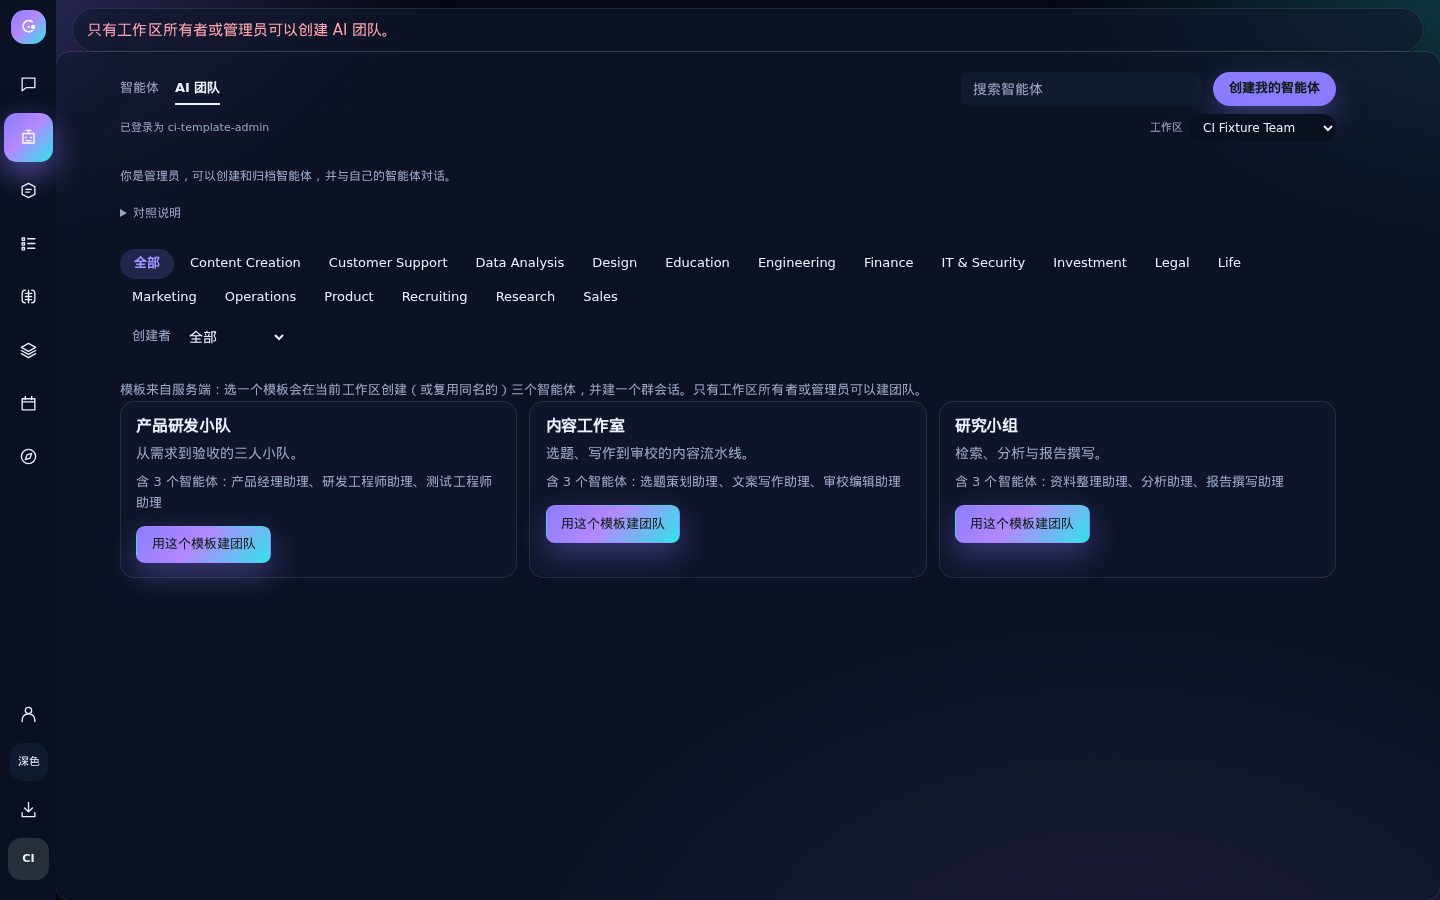 只有工作区所有者或管理员可以创建 AI 团队。
智能体 AI 团队 搜索智能体 创建我的智能体
已登录为 ci-template-admin 工作区 CI Fixture Team
你是管理员，可以创建和归档智能体，并与自己的智能体对话。
▶ 对照说明
全部 Content Creation Customer Support Data Analysis Design Education Engineering Finance IT & Security Investment Legal Life
Marketing Operations Product Recruiting Research Sales
创建者 全部
模板来自服务端：选一个模板会在当前工作区创建（或复用同名的）三个智能体，并建一个群会话。只有工作区所有者或管理员可以建团队。
产品研发小队
从需求到验收的三人小队。
含 3 个智能体：产品经理助理、研发工程师助理、测试工程师
助理
用这个模板建团队
内容工作室
选题、写作到审校的内容流水线。
含 3 个智能体：选题策划助理、文案写作助理、审校编辑助理
用这个模板建团队
研究小组
检索、分析与报告撰写。
含 3 个智能体：资料整理助理、分析助理、报告撰写助理
用这个模板建团队
深色
CI